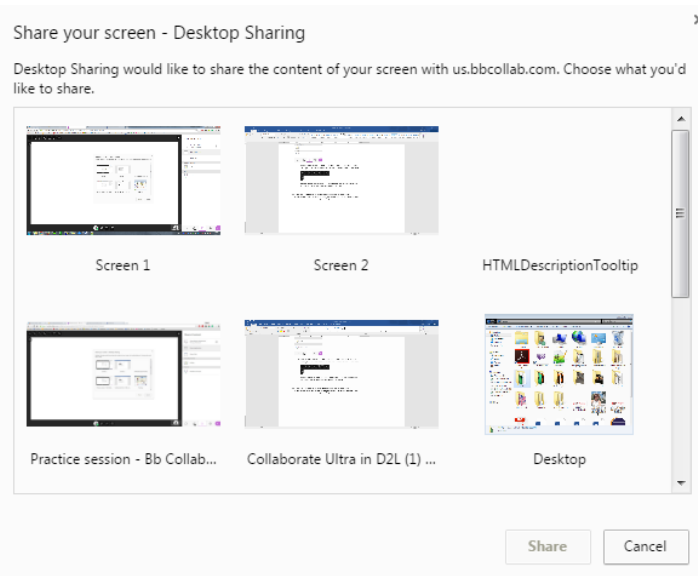 Share your screen - Desktop Sharing
Desktop Sharing would like to share the content of your screen with us.bbcollab.com. Choose what you'd
like to share.
Screen 1
Screen 2
HTMLDescriptionTooltip
Practice session - Bb Collab...
Collaborate Ultra in D2L (1) ...
Desktop
Share
Cancel